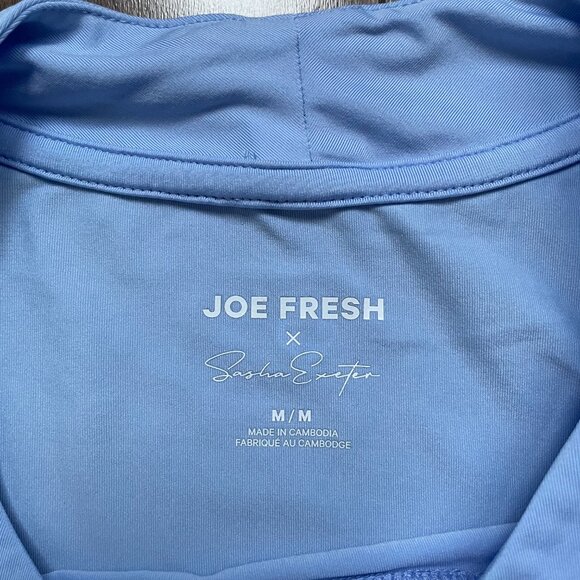 JOE FRESH
×
Sasha Exeter
M/M
MADE IN CAMBODIA
FABRIQUÉ AU CAMBODGE